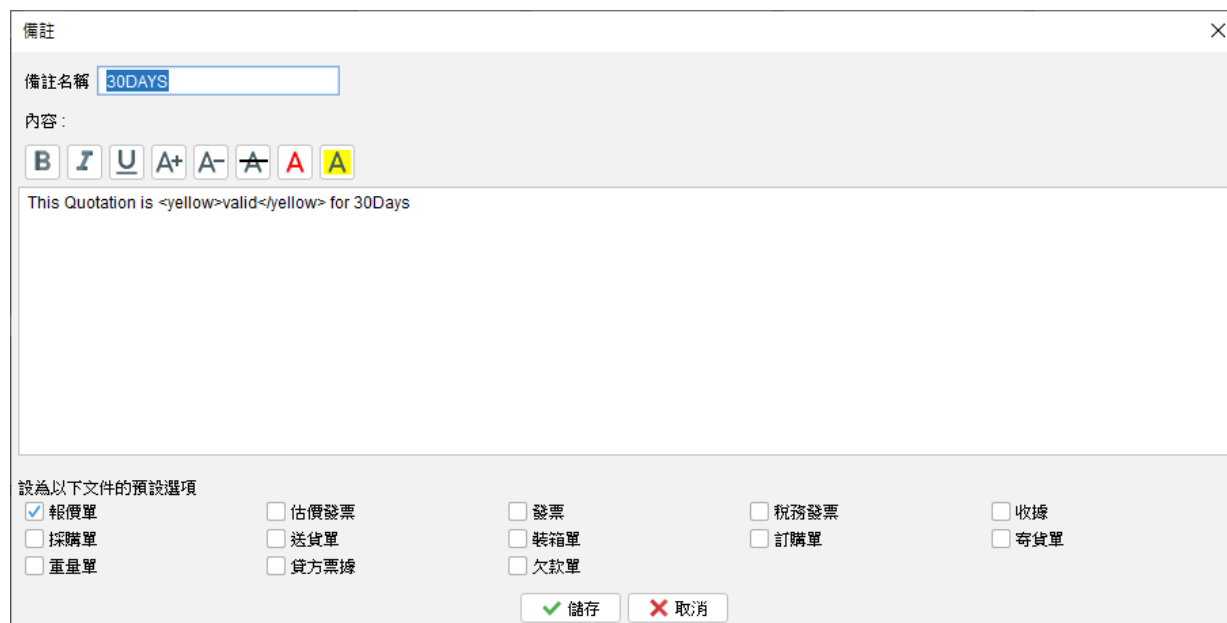 備註
備註名稱 30DAYS
內容 :
B I U A+ A- A A A
This Quotation is <yellow>valid</yellow> for 30Days
設為以下文件的預設選項
報價單 估價發票 發票 稅務發票 收據
採購單 送貨單 裝箱單 訂購單 寄貨單
重量單 貸方票據 欠款單
儲存 取消